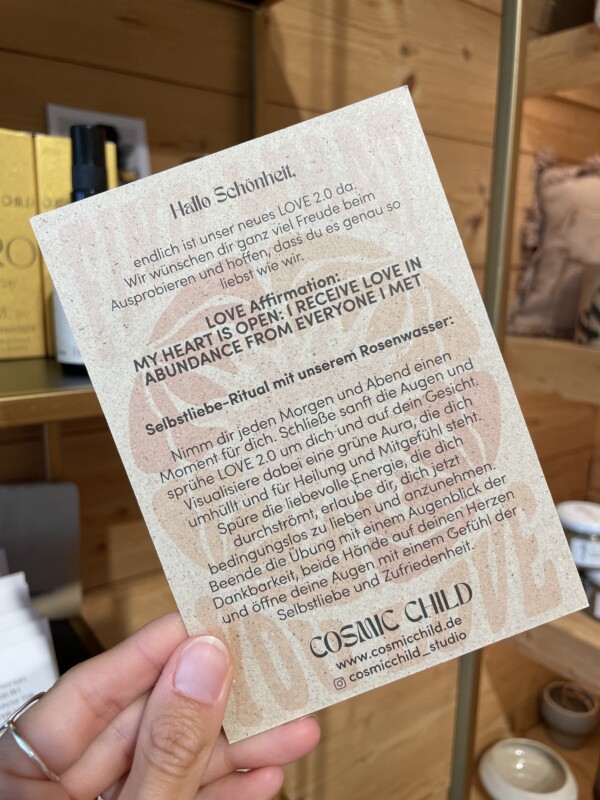 Hallo Schönheit,
endlich ist unser neues LOVE 2.0 da.
Wir wünschen dir ganz viel Freude beim
Ausprobieren und hoffen, dass du es genau so
liebst wie wir.
LOVE Affirmation:
MY HEART IS OPEN: I RECEIVE LOVE IN
ABUNDANCE FROM EVERYONE I MET
Selbstliebe-Ritual mit unserem Rosenwasser:
Nimm dir jeden Morgen und Abend einen
Moment für dich. Schließe sanft die Augen und
sprühe LOVE 2.0 um dich und auf dein Gesicht.
Visualisiere dabei eine grüne Aura, die dich
umhüllt und für Heilung und Mitgefühl steht.
Spüre die liebevolle Energie, die dich
durchströmt, erlaube dir, dich jetzt
bedingungslos zu lieben und anzunehmen.
Beende die Übung mit einem Augenblick der
Dankbarkeit, beide Hände auf deinen Herzen
und öffne deine Augen mit einem Gefühl der
Selbstliebe und Zufriedenheit.
COSMIC CHILD
www.cosmicchild.de
cosmicchild_studio